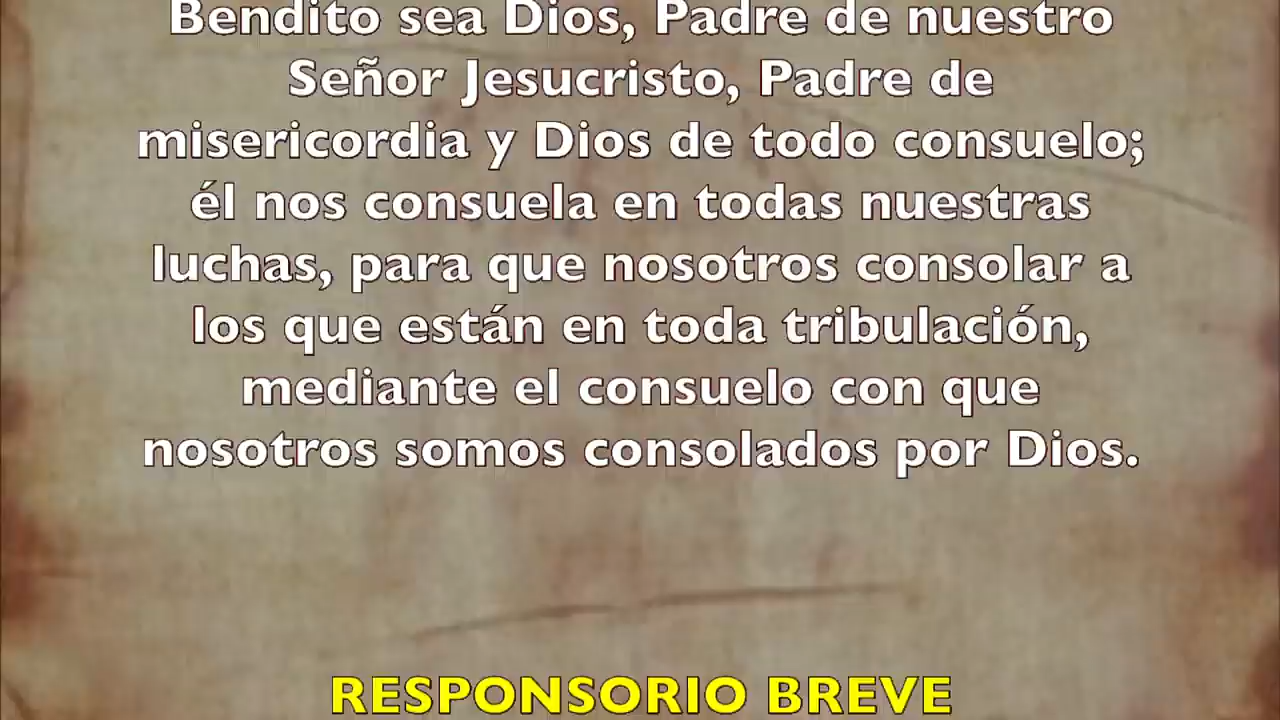 Bendito sea Dios, Padre de nuestro
Señor Jesucristo, Padre de
misericordia y Dios de todo consuelo;
él nos consuela en todas nuestras
luchas, para que nosotros consolar a
los que están en toda tribulación,
mediante el consuelo con que
nosotros somos consolados por Dios.
RESPONSORIO BREVE